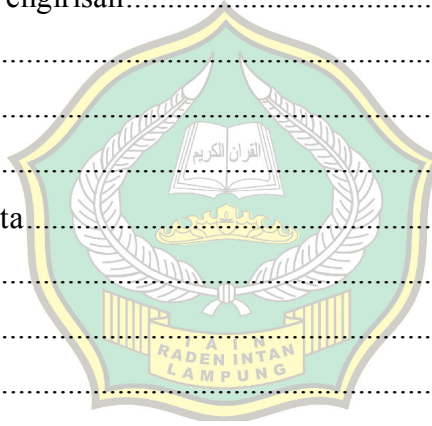 engirisan................................................
................................................................
................................................................
القرآن الكريم
................................................................
ta..............................................................
................................................................
I A I N
RADEN INTAN
LAMPUNG
................................................................
................................................................